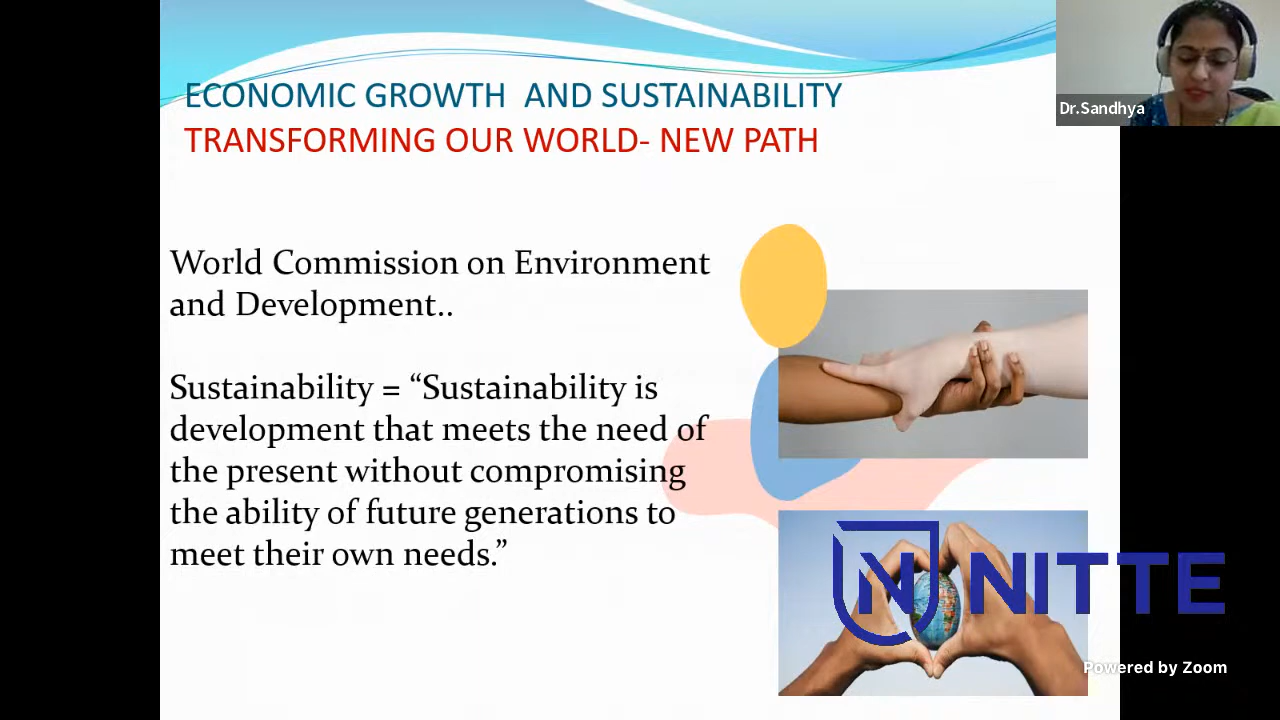 ECONOMIC GROWTH AND SUSTAINABILITY
TRANSFORMING OUR WORLD- NEW PATH
Dr.Sandhya
World Commission on Environment
and Development..
Sustainability = “Sustainability is
development that meets the need of
the present without compromising
the ability of future generations to
meet their own needs.”
N NITTE
Powered by Zoom